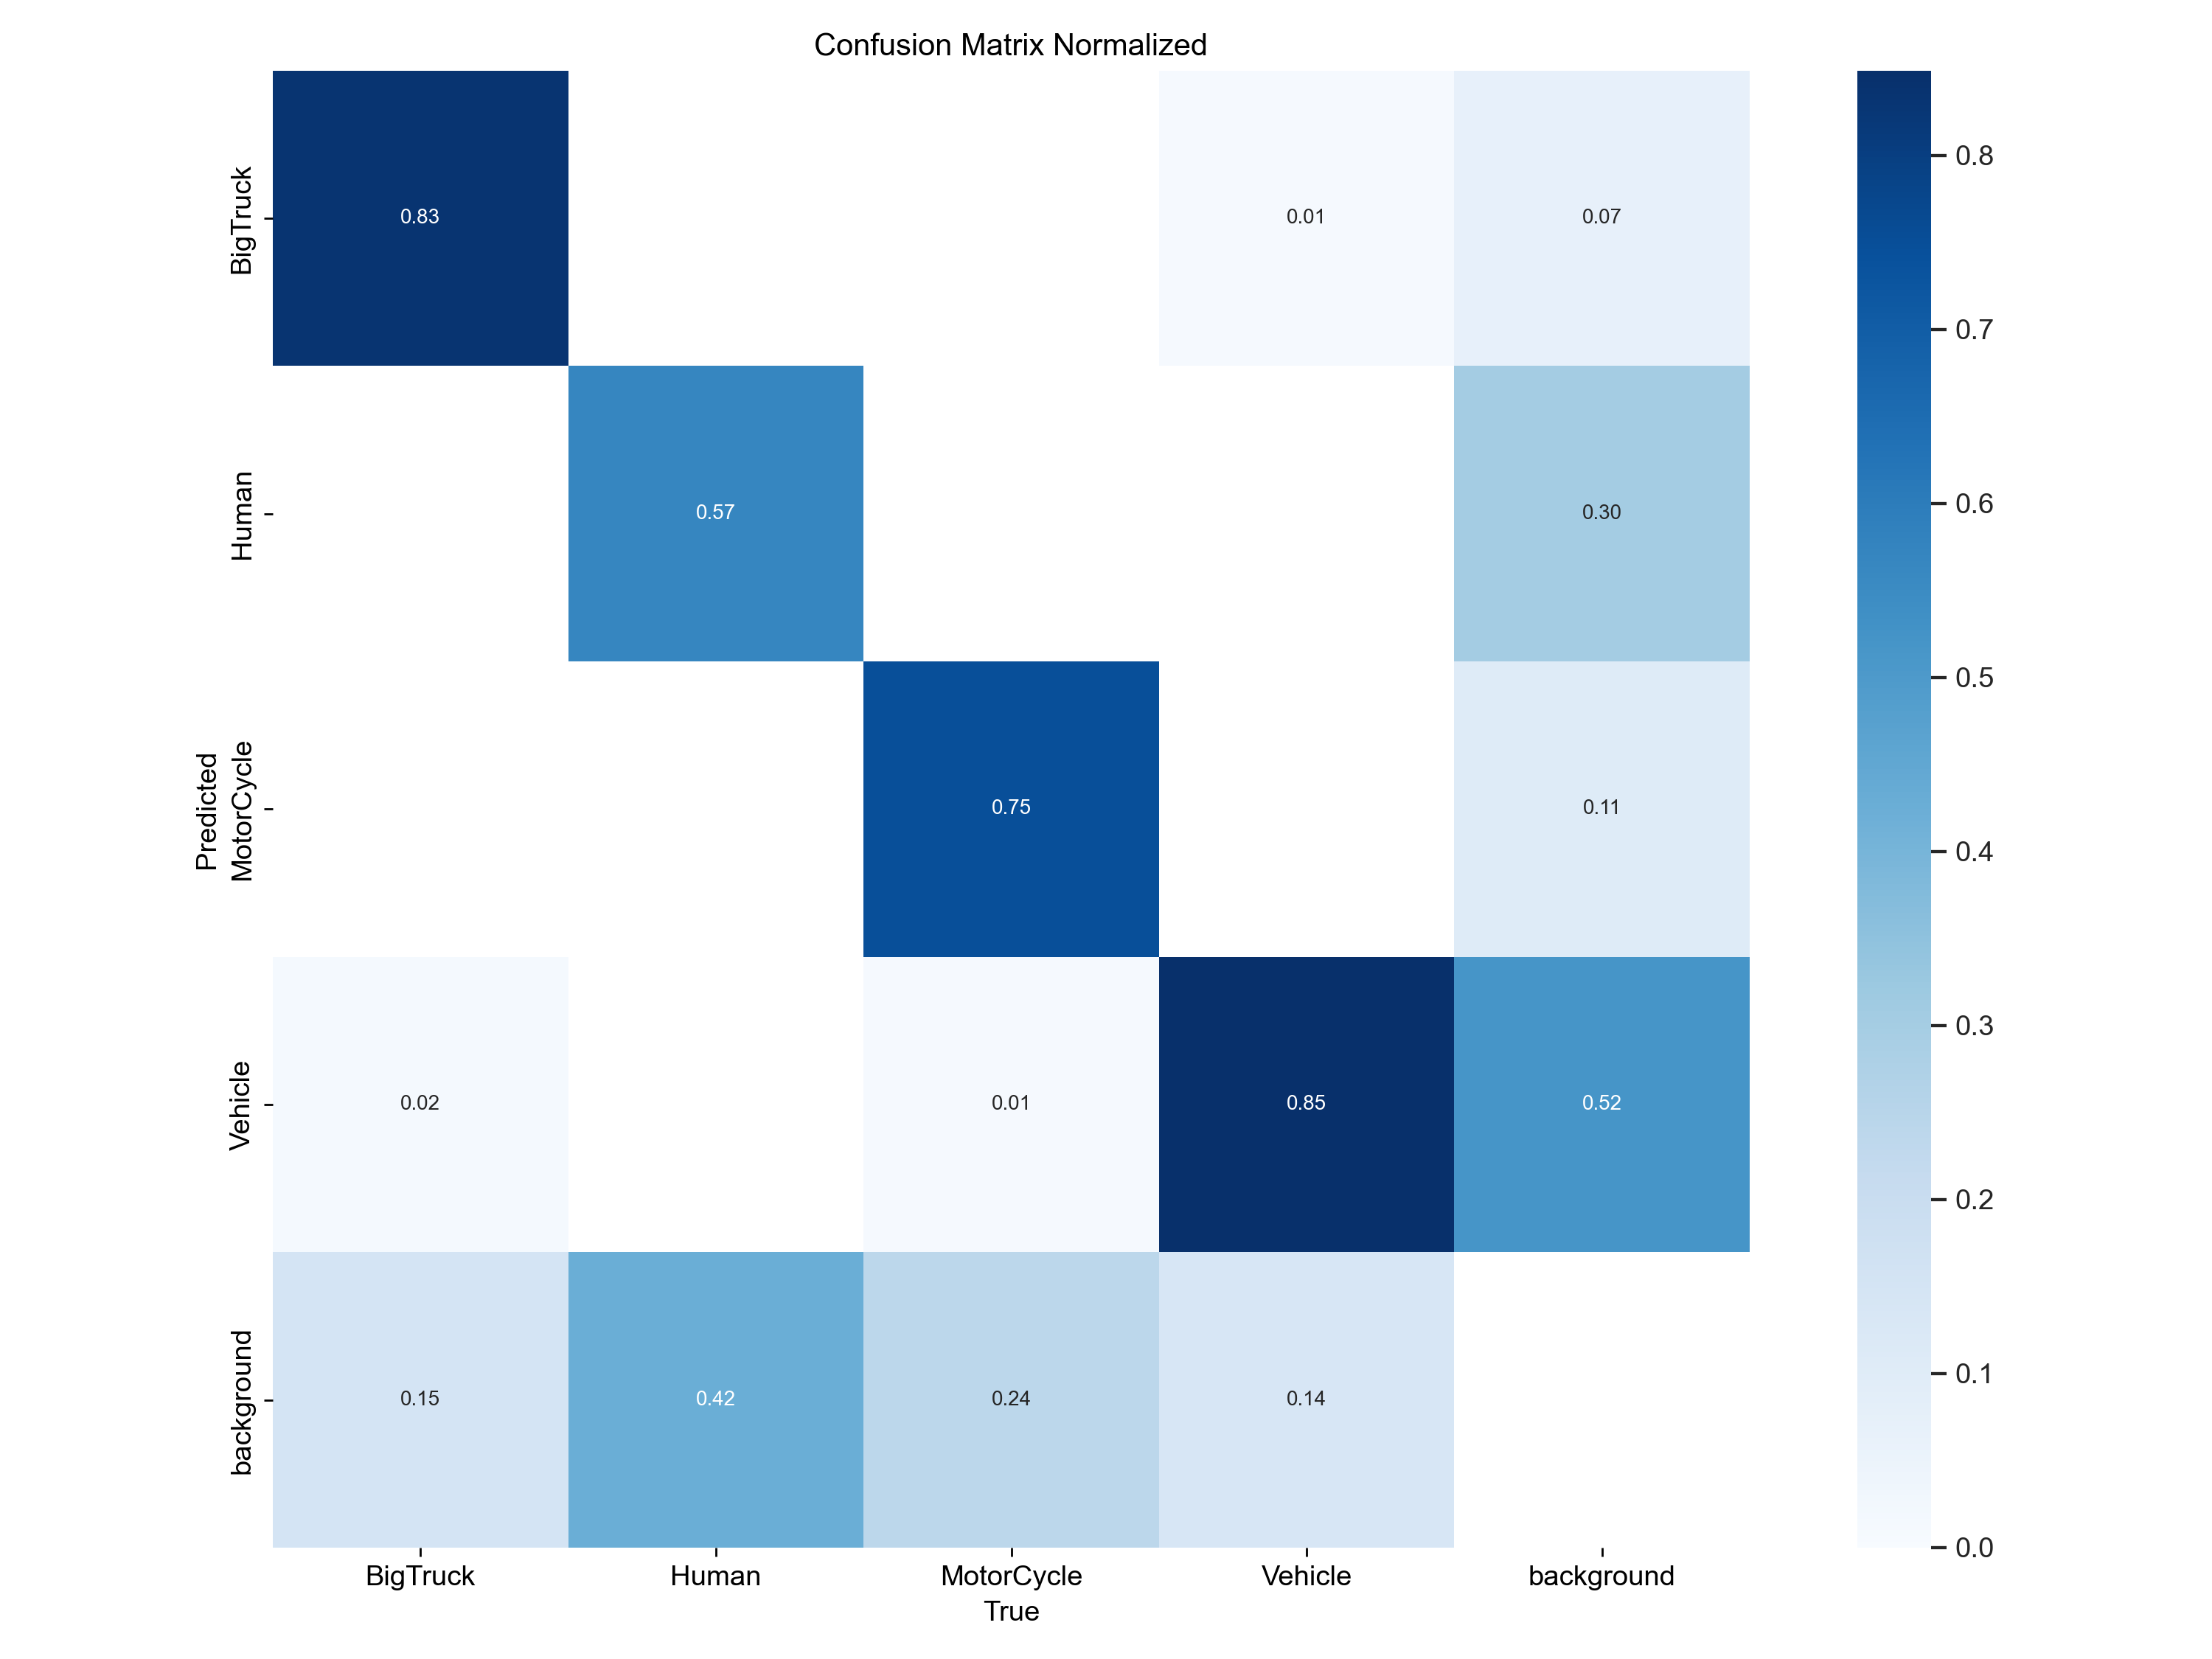 Confusion Matrix Normalized
BigTruck
0.83
0.01
0.07
Human
0.57
0.30
Predicted
MotorCycle
0.75
0.11
Vehicle
0.02
0.01
0.85
0.52
background
0.15
0.42
0.24
0.14
BigTruck
Human
MotorCycle
Vehicle
background
True
0.8
0.7
0.6
0.5
0.4
0.3
0.2
0.1
0.0